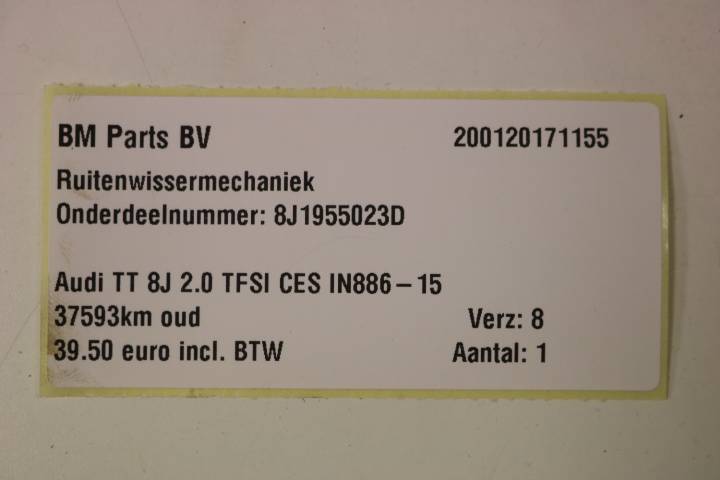 BM Parts BV 200120171155
Ruitenwissermechaniek
Onderdeelnummer: 8J1955023D
Audi TT 8J 2.0 TFSI CES IN886-15
37593km oud Verz: 8
39.50 euro incl. BTW Aantal: 1